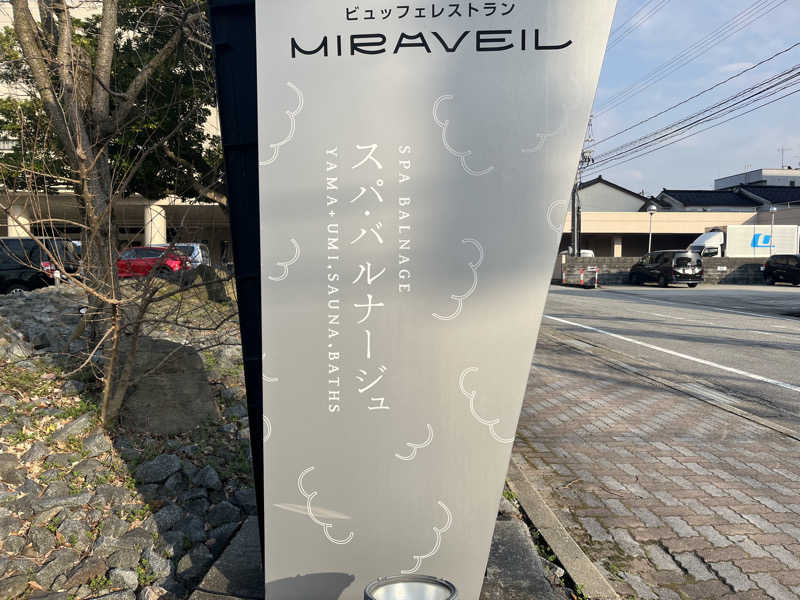 ビュッフェレストラン
MIRAVEIL
SPA BALNAGE
スパ・バルナージュ
YAMA+UMI,SAUNA,BATHS